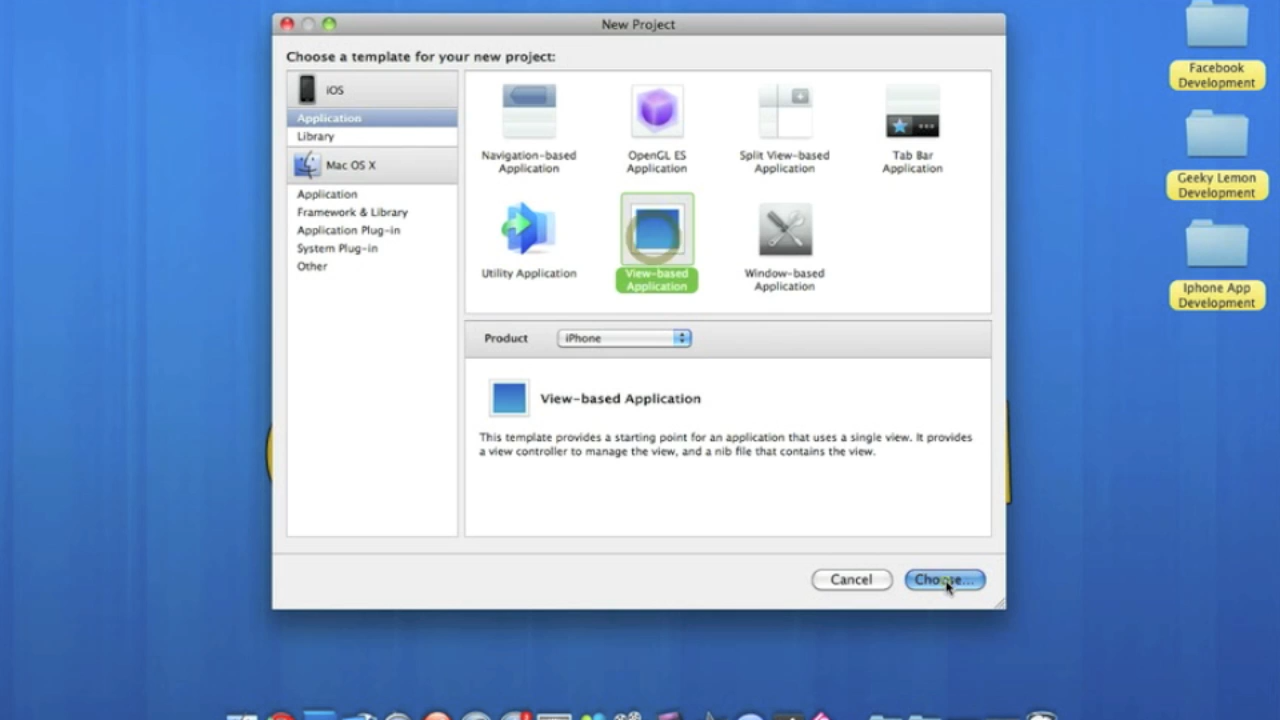 New Project
Choose a template for your new project:
iOS
Application
Library
Mac OS X
Application
Framework & Library
Application Plug-in
System Plug-in
Other
Navigation-based
Application
OpenGL ES
Application
Split View-based
Application
Tab Bar
Application
Utility Application
View-based
Application
Window-based
Application
Product
iPhone
View-based Application
This template provides a starting point for an application that uses a single view. It provides
a view controller to manage the view, and a nib file that contains the view.
Cancel
Choose...
Facebook
Development
Geeky Lemon
Development
Iphone App
Development